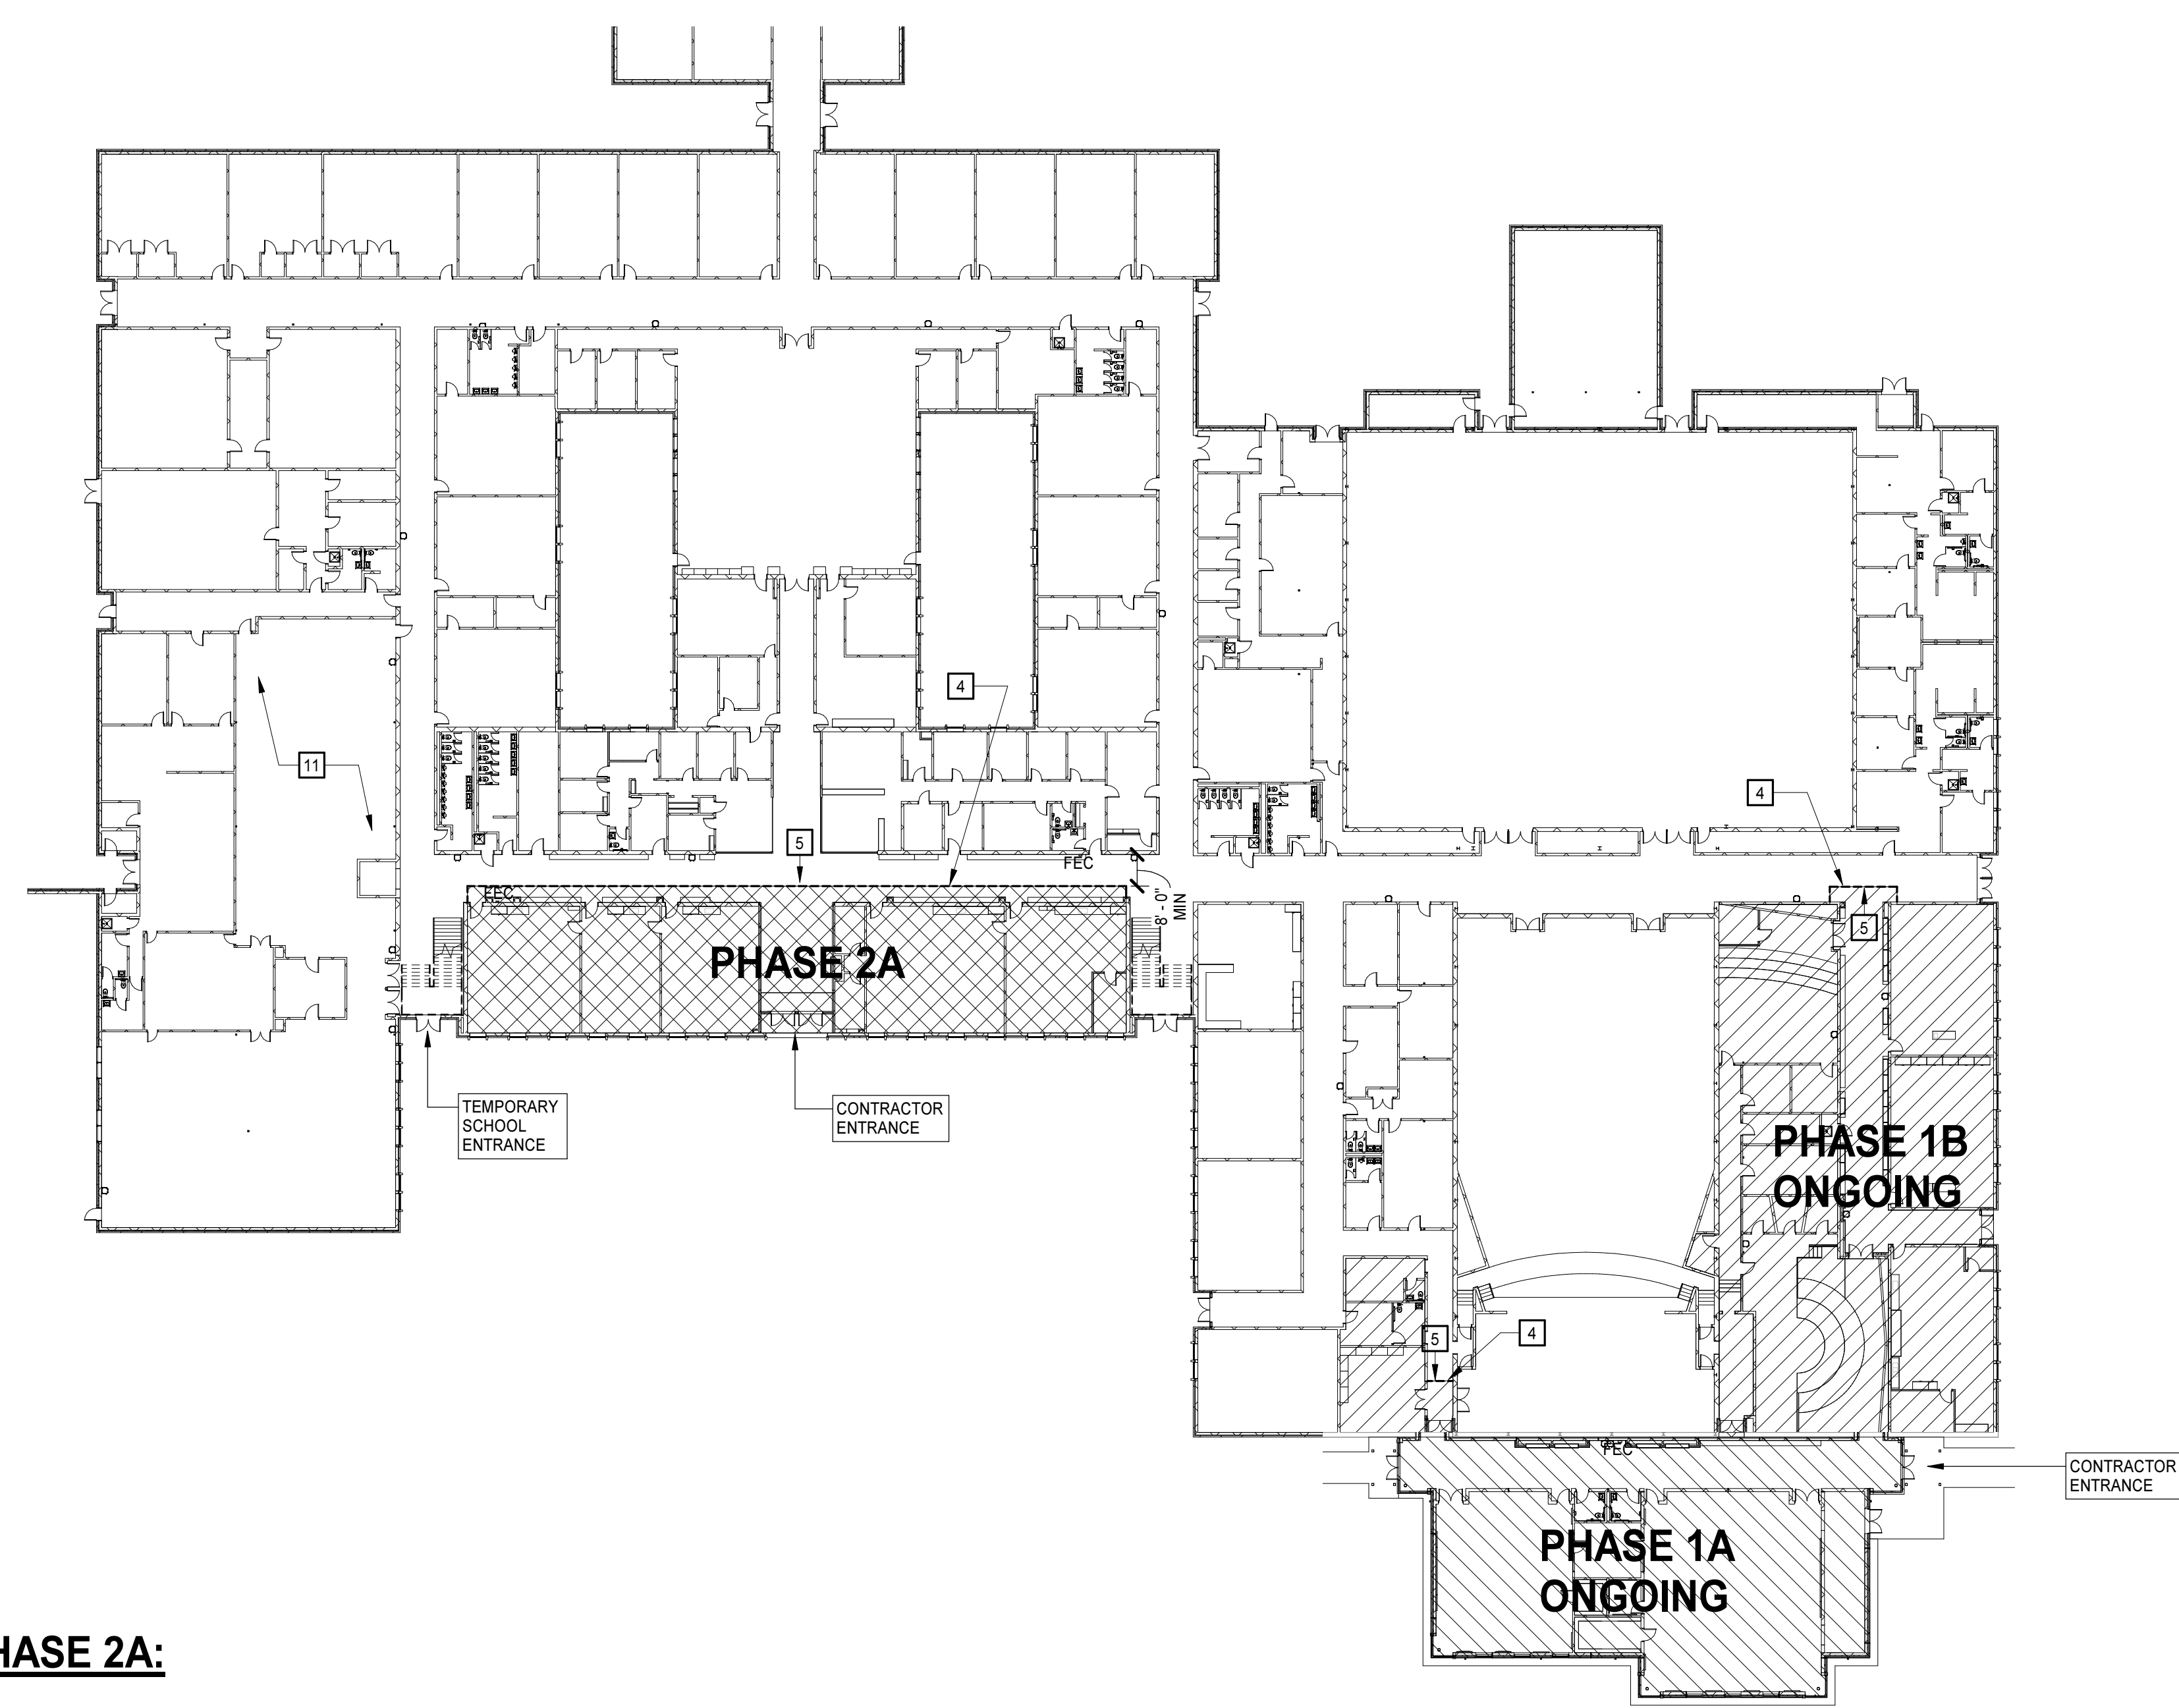 4
11
4
5
FEC
FEC
8' - 0"
MIN
5
PHASE 2A
TEMPORARY
SCHOOL
ENTRANCE
CONTRACTOR
ENTRANCE
PHASE 1B
ONGOING
5
4
FEC
CONTRACTOR
ENTRANCE
PHASE 1A
ONGOING
HASE 2A: